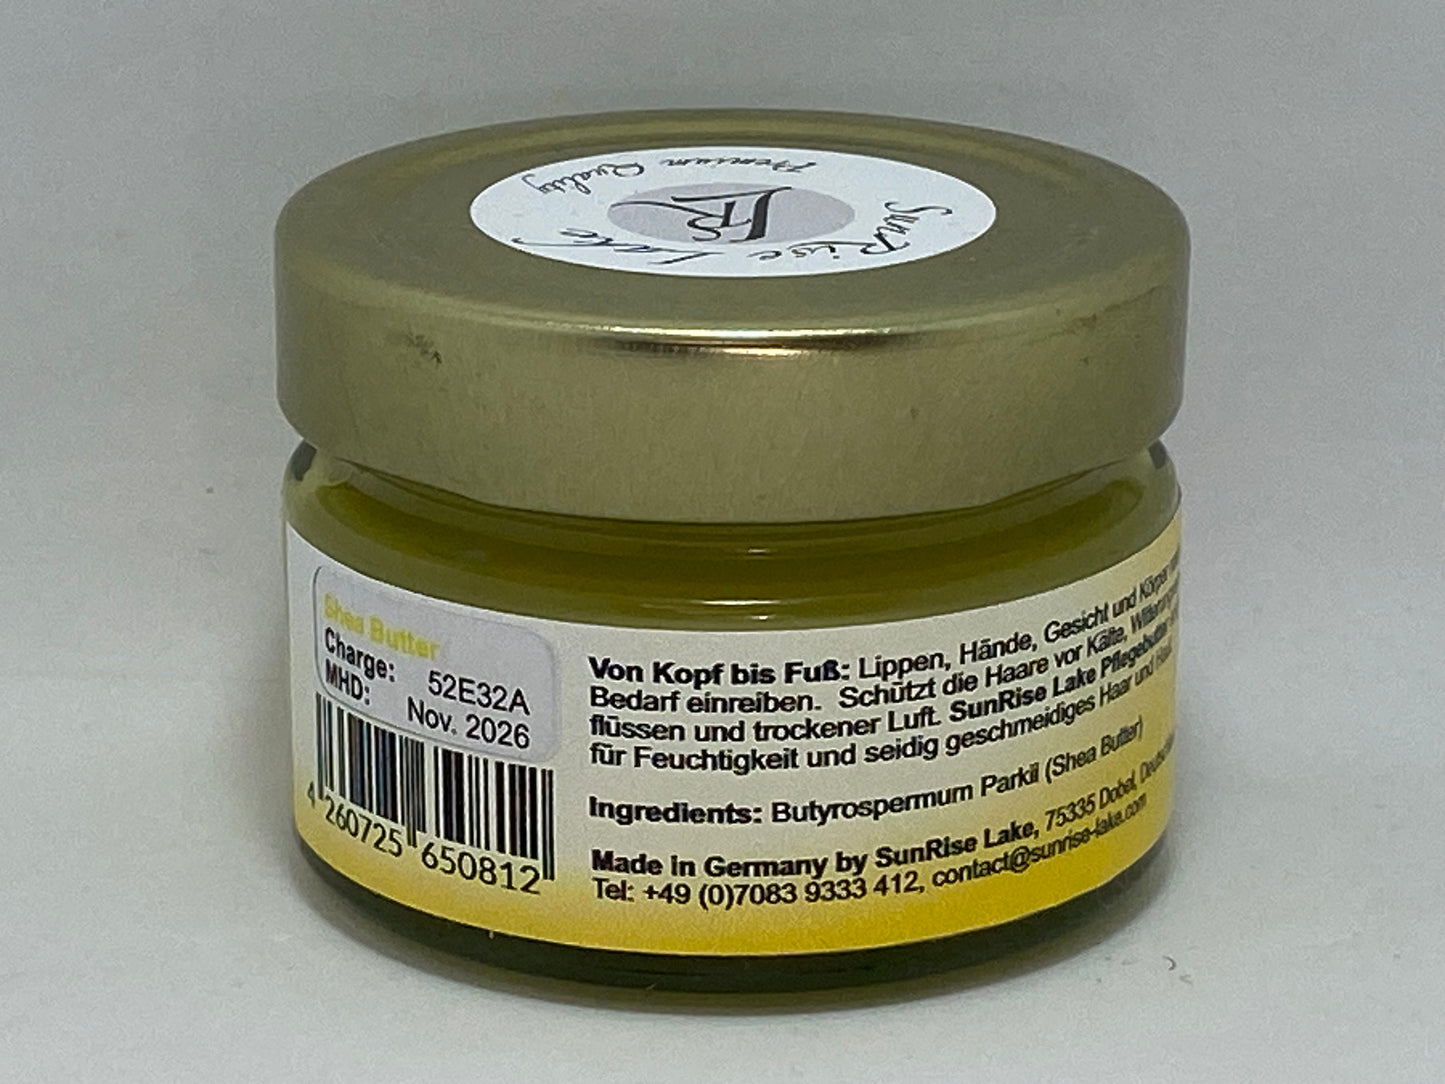 SunRise Lake
Premium Quality
Shea Butter
Charge: 52E32A
MHD: Nov. 2026
4 260725 650812
Von Kopf bis Fuß: Lippen, Hände, Gesicht und Körper
Bedarf einreiben. Schützt die Haare vor Kälte,
flüssen und trockener Luft. SunRise Lake Pflegebutter
für Feuchtigkeit und seidig geschmeidiges Haar und
Ingredients: Butyrospermum Parkii (Shea Butter)
Made in Germany by SunRise Lake, 75335 Dobel,
Tel: +49 (0)7083 9333 412, contact@sunrise-lake.com